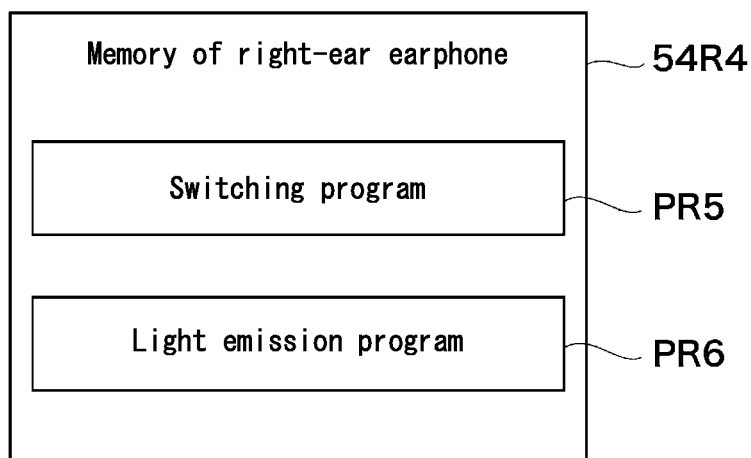 Memory of right-ear earphone
54R4
Switching program
PR5
Light emission program
PR6